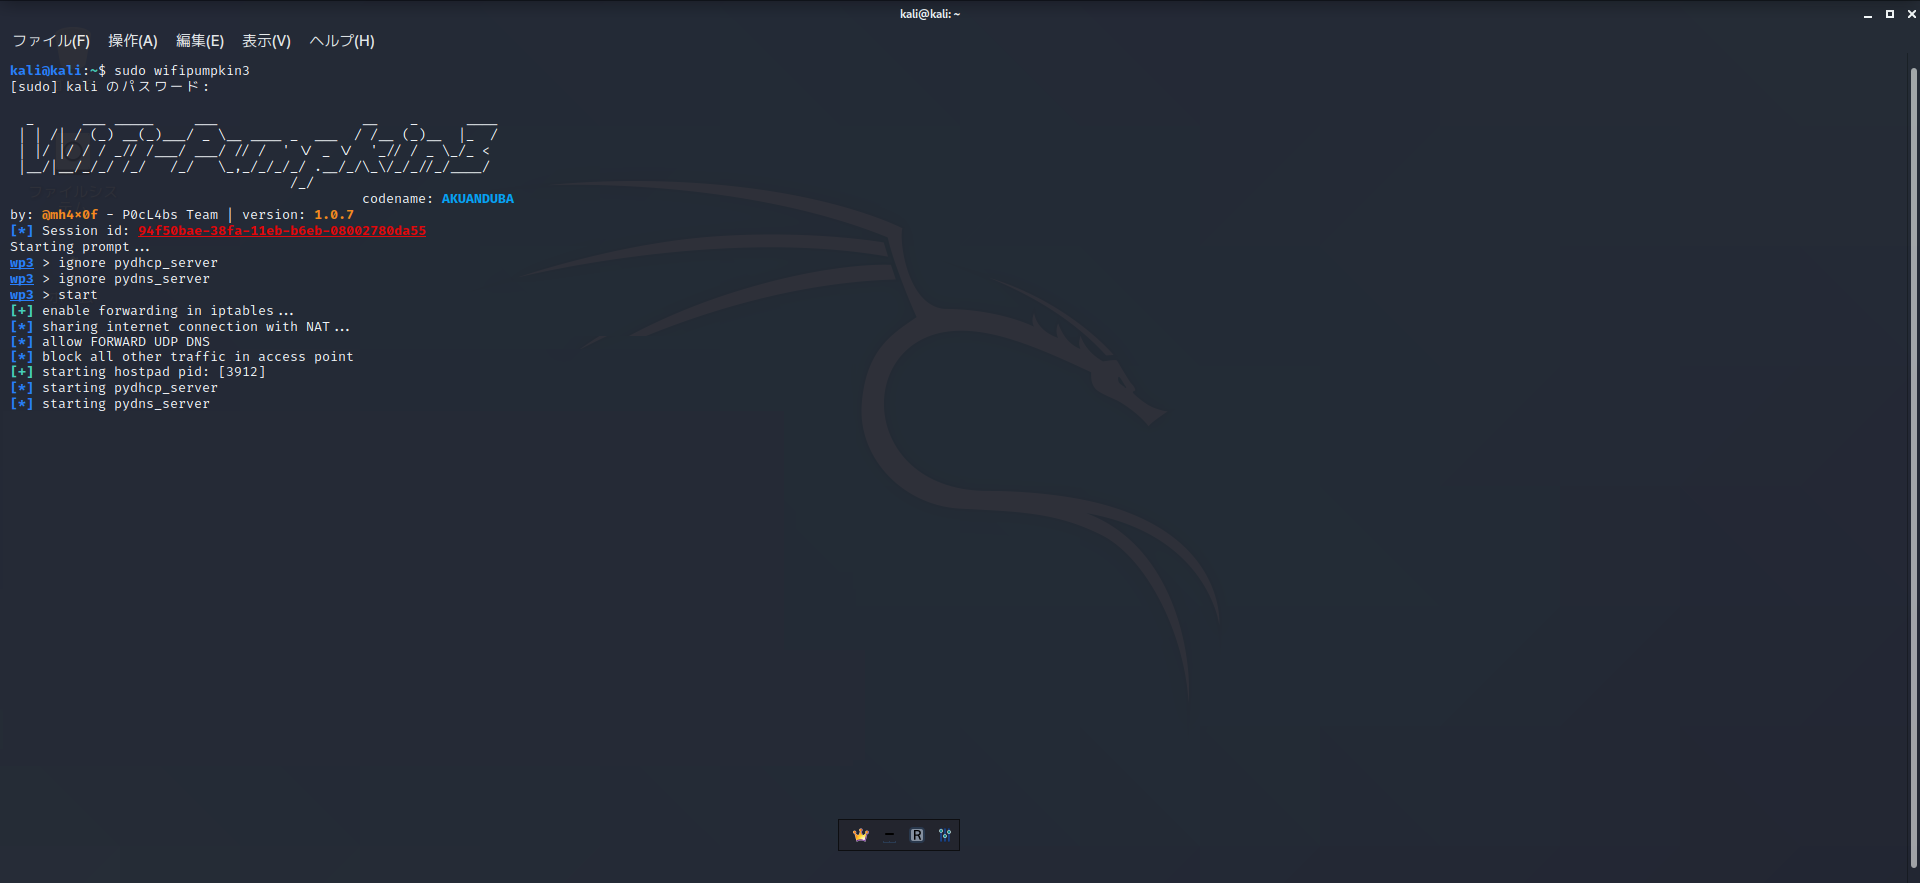 kali@kali: ~
ファイル(F) 操作(A) 編集(E) 表示(V) ヘルプ(H)
kali@kali:~$ sudo wifipumpkin3
[sudo] kali のパスワード:
WiFi-Pumpkin3
codename: AKUANDUBA
by: @mh4×0f - P0cL4bs Team | version: 1.0.7
[*] Session id: 94f50bae-38fa-11eb-b6eb-08002780da55
Starting prompt...
wp3 > ignore pydhcp_server
wp3 > ignore pydns_server
wp3 > start
[+] enable forwarding in iptables...
[*] sharing internet connection with NAT...
[*] allow FORWARD UDP DNS
[*] block all other traffic in access point
[+] starting hostpad pid: [3912]
[*] starting pydhcp_server
[*] starting pydns_server
R